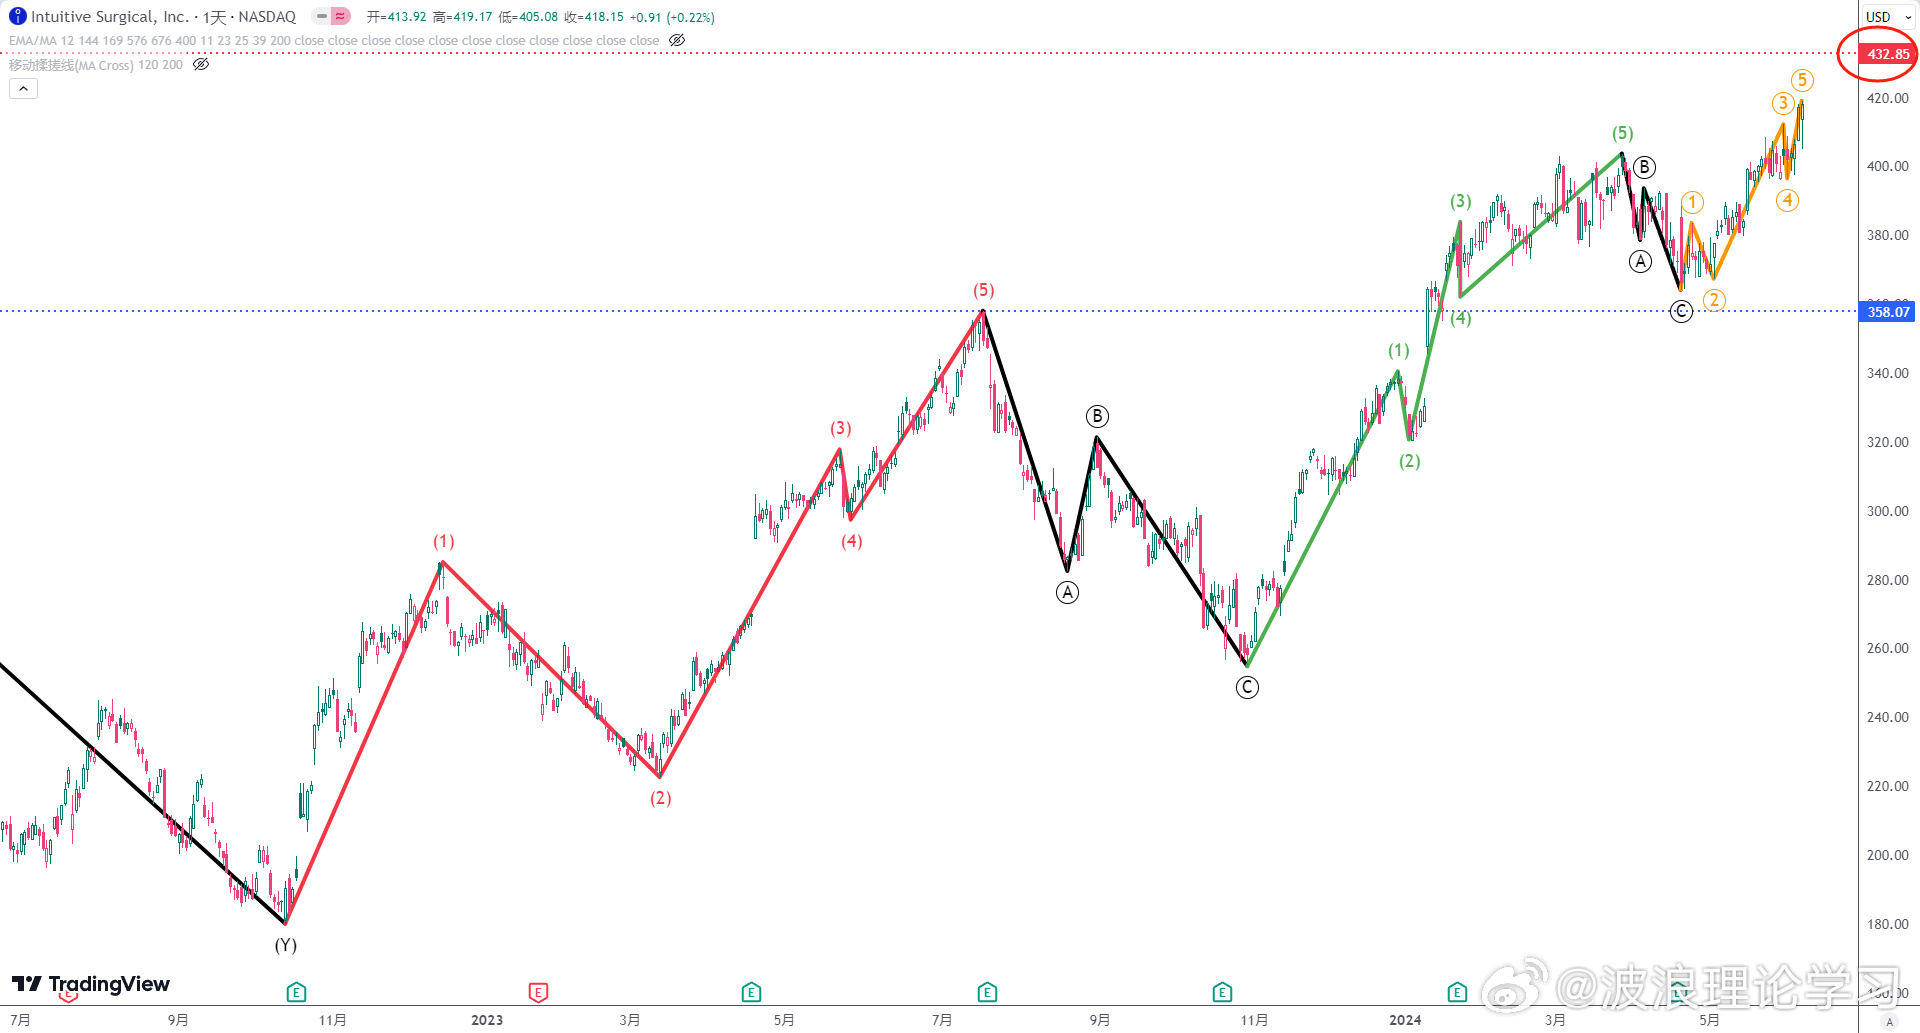 Intuitive Surgical, Inc. · 1天 · NASDAQ 开=413.92 高=419.17 低=405.08 收=418.15 +0.91 (+0.22%)
USD
EMA/MA 12 144 169 576 676 400 11 23 25 39 200 close close close close close close close close close close close
432.85
移动揉搓线(MA Cross) 120 200
5
420.00
3
(5)
B
400.00
(3)
1
4
380.00
A
(5)
2
358.07
(4)
C
(1)
340.00
B
(3)
320.00
(2)
300.00
(1)
(4)
280.00
A
260.00
C
240.00
220.00
(2)
200.00
180.00
(Y)
TradingView
@波浪理论学习
E E E E E E E
7月 9月 11月 2023 3月 5月 7月 9月 11月 2024 3月 5月
A